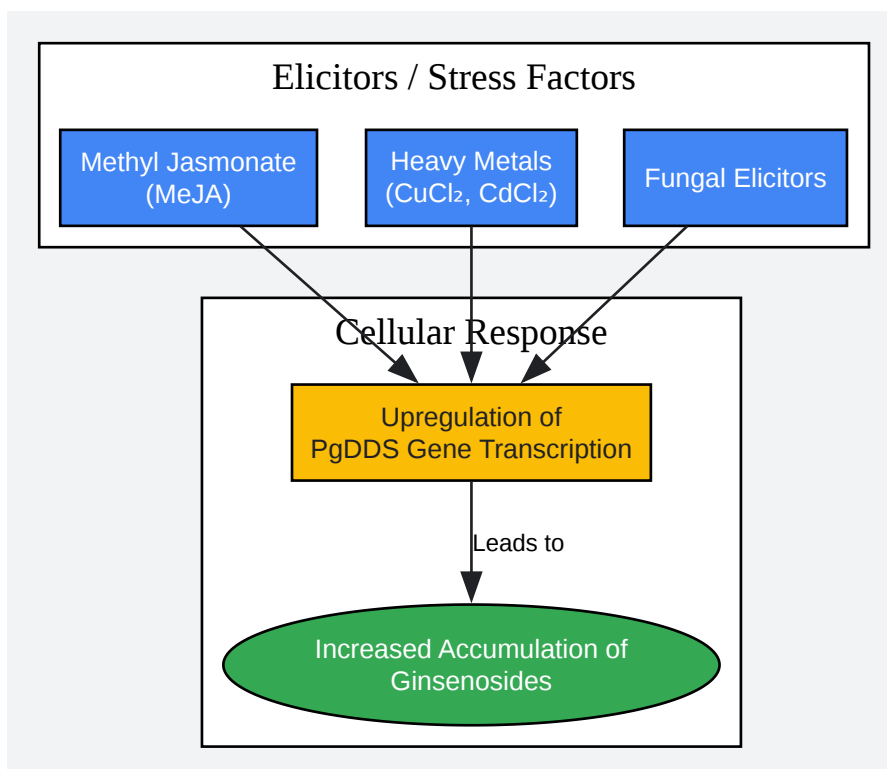 Elicitors / Stress Factors
Methyl Jasmonate
(MeJA)
Heavy Metals
(CuCl₂, CdCl₂)
Fungal Elicitors
Cellular Response
Upregulation of
PgDDS Gene Transcription
Leads to
Increased Accumulation of
Ginsenosides